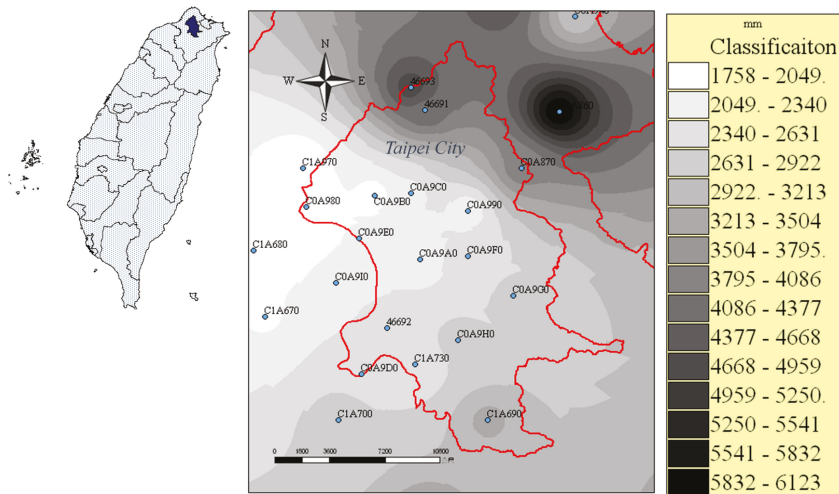 N
W E
S
46693
46691
Taipei City
C1A970
C0A870
C0A9C0
C0A9B0
C0A980
C0A990
C0A9E0
C1A680
C0A9A0
C0A9F0
C0A9I0
C0A9G0
C1A670
46692
C0A9H0
C1A730
C0A9D0
C1A700
C1A690
0 1800 3600 7200 10800
mm
Classificaiton
1758 - 2049.
2049. - 2340
2340 - 2631
2631 - 2922
2922. - 3213
3213 - 3504
3504 - 3795.
3795 - 4086
4086 - 4377
4377 - 4668
4668 - 4959
4959 - 5250.
5250 - 5541
5541 - 5832
5832 - 6123